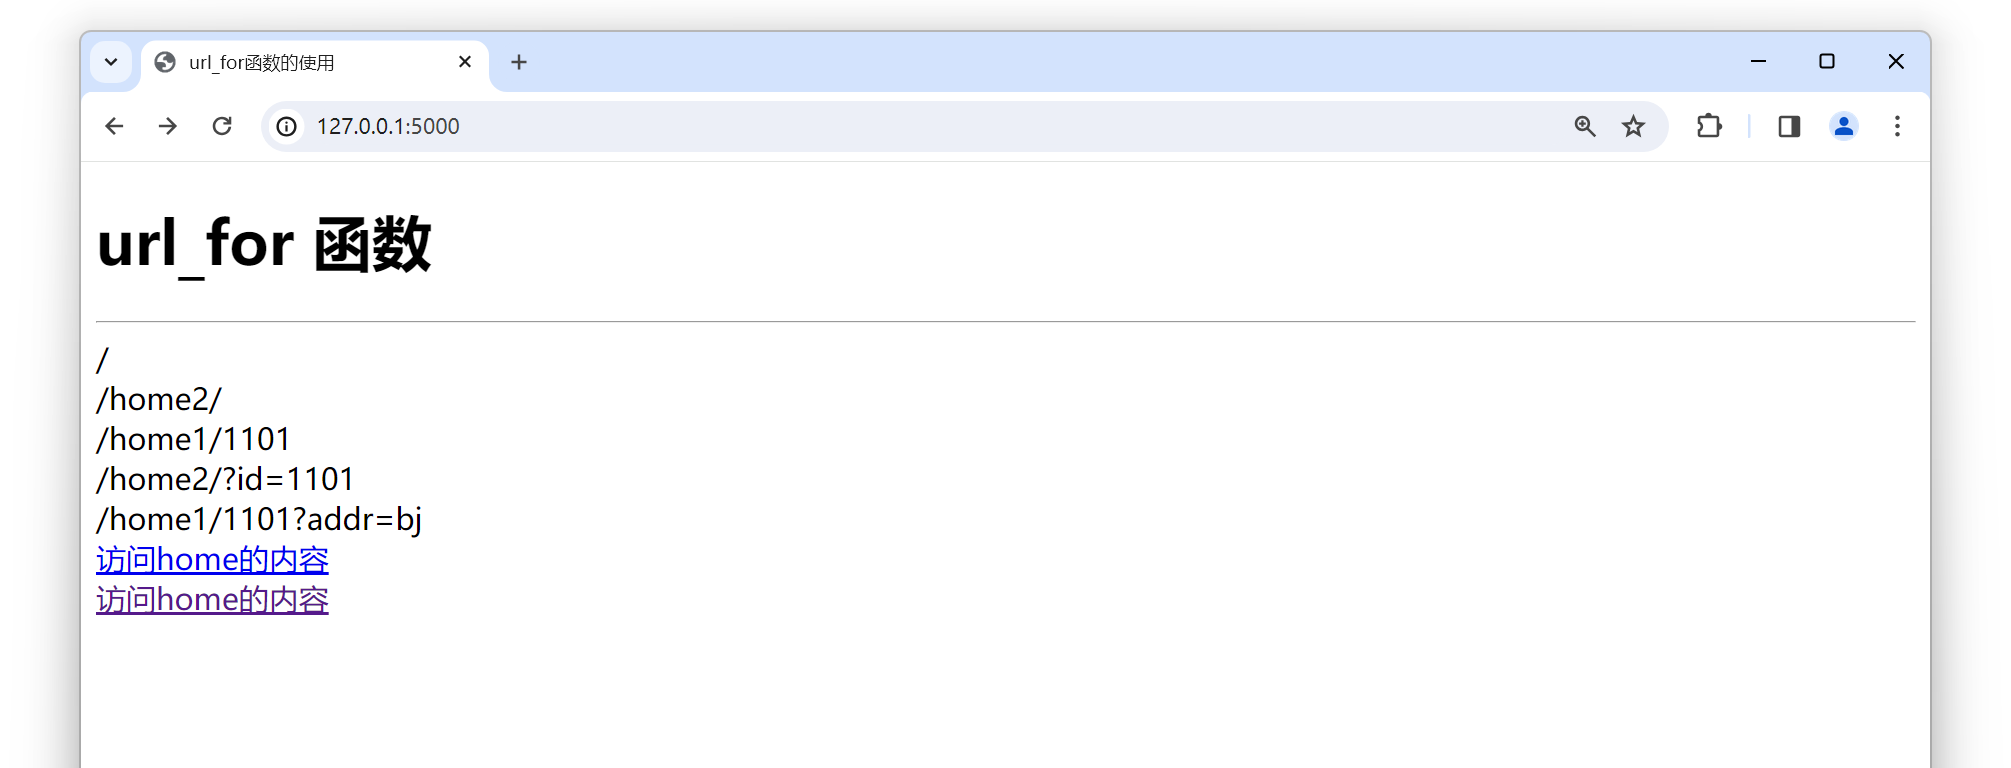 url_for函数的使用
127.0.0.1:5000
url_for 函数
/
/home2/
/home1/1101
/home2/?id=1101
/home1/1101?addr=bj
访问home的内容
访问home的内容